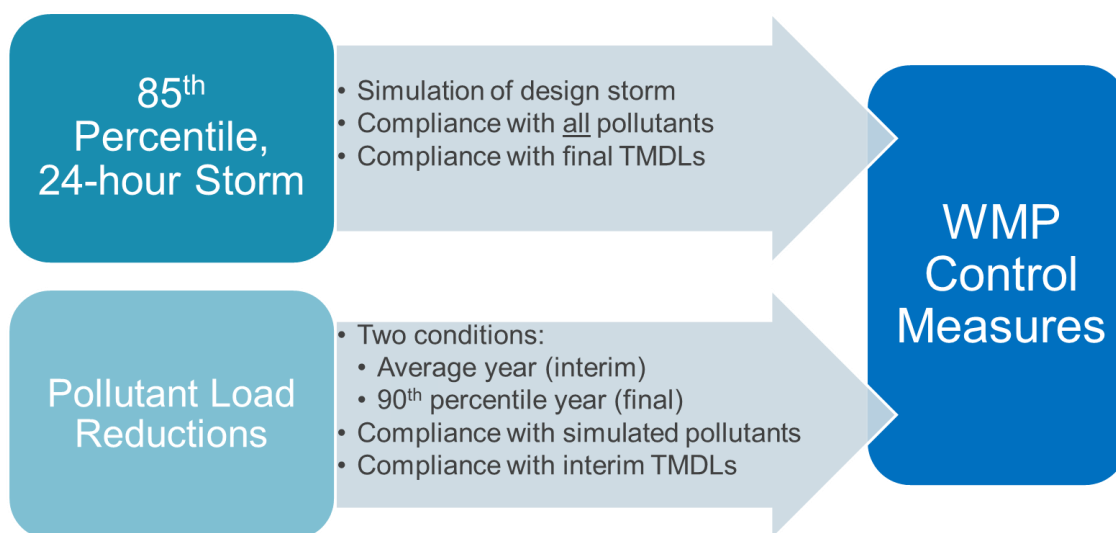 85th
Percentile,
24-hour Storm
• Simulation of design storm
• Compliance with all pollutants
• Compliance with final TMDLs
Pollutant Load
Reductions
• Two conditions:
• Average year (interim)
• 90th percentile year (final)
• Compliance with simulated pollutants
• Compliance with interim TMDLs
WMP
Control
Measures